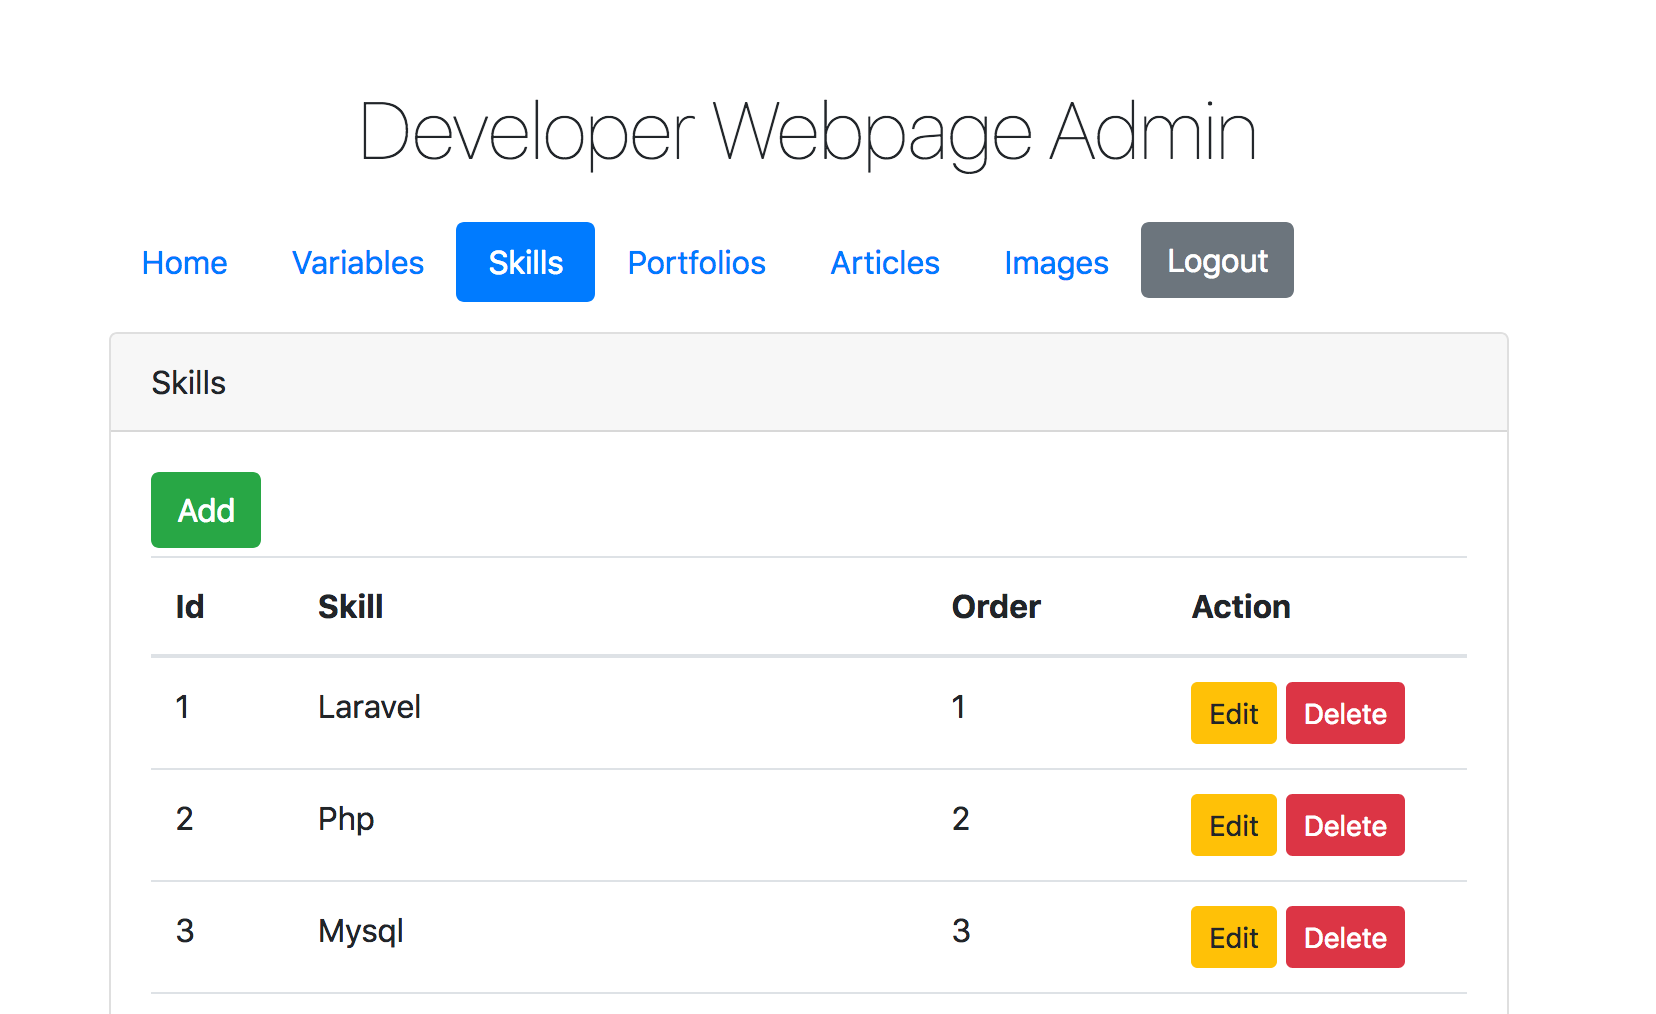 Developer Webpage Admin
Home Variables Skills Portfolios Articles Images Logout
Skills
Add
Id Skill Order Action
1 Laravel 1 Edit Delete
2 Php 2 Edit Delete
3 Mysql 3 Edit Delete